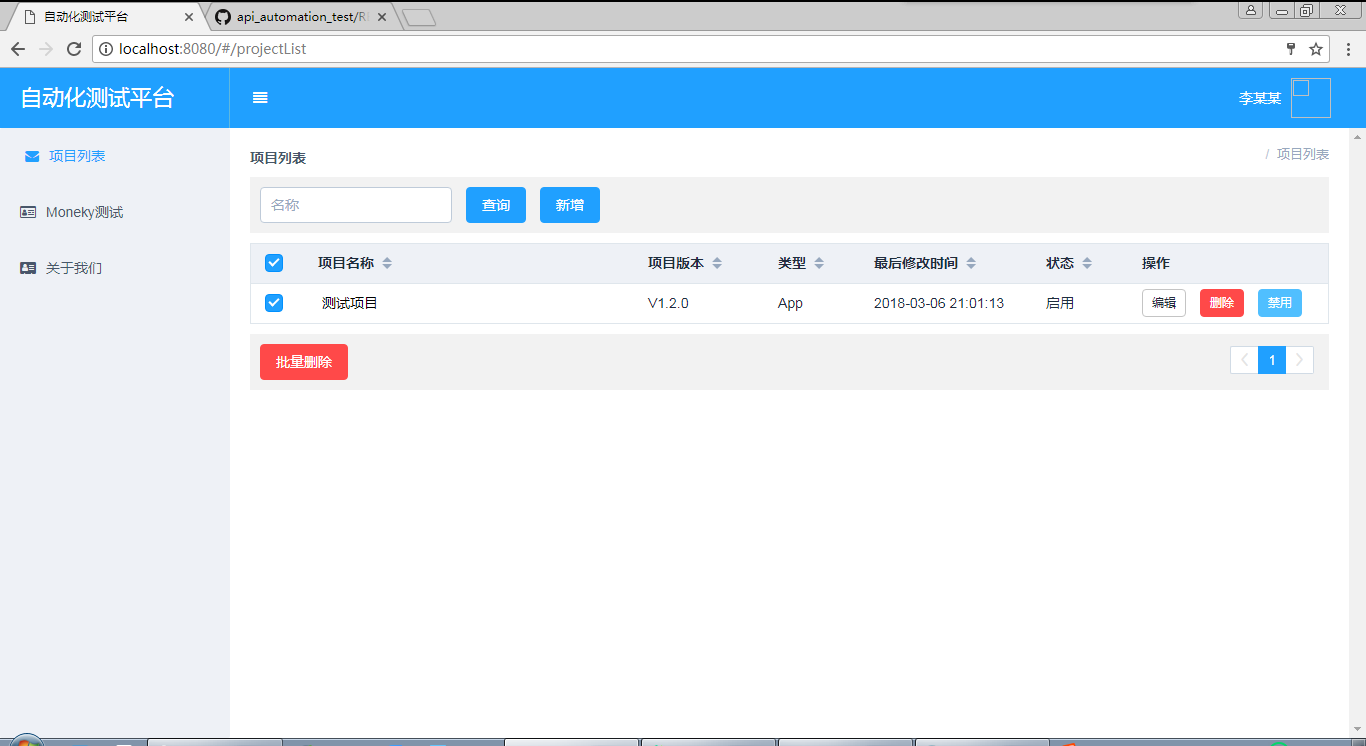 自动化测试平台
api_automation_test/R
localhost:8080/#/projectList
自动化测试平台
李某某
项目列表
Moneky测试
关于我们
项目列表
/ 项目列表
名称 查询 新增
项目名称 项目版本 类型 最后修改时间 状态 操作
测试项目 V1.2.0 App 2018-03-06 21:01:13 启用 编辑 删除 禁用
批量删除 1